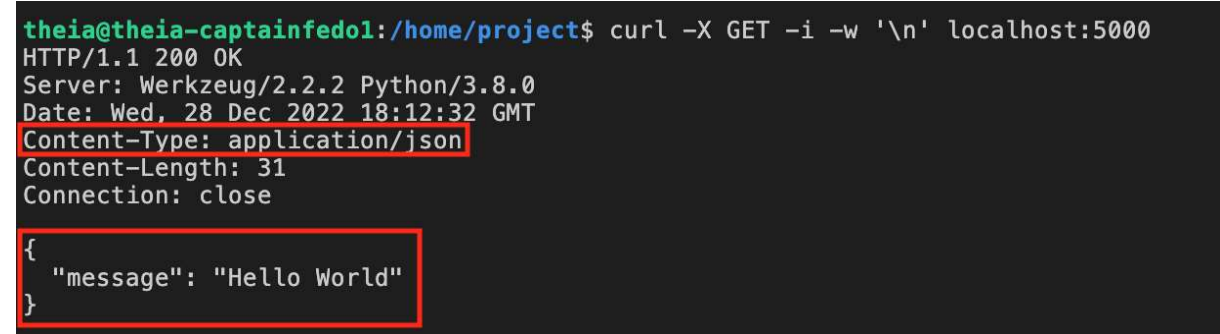 theia@theia-captainfedo1:/home/project$ curl -X GET -i -w '\n' localhost:5000
HTTP/1.1 200 OK
Server: Werkzeug/2.2.2 Python/3.8.0
Date: Wed, 28 Dec 2022 18:12:32 GMT
Content-Type: application/json
Content-Length: 31
Connection: close

{
  "message": "Hello World"
}